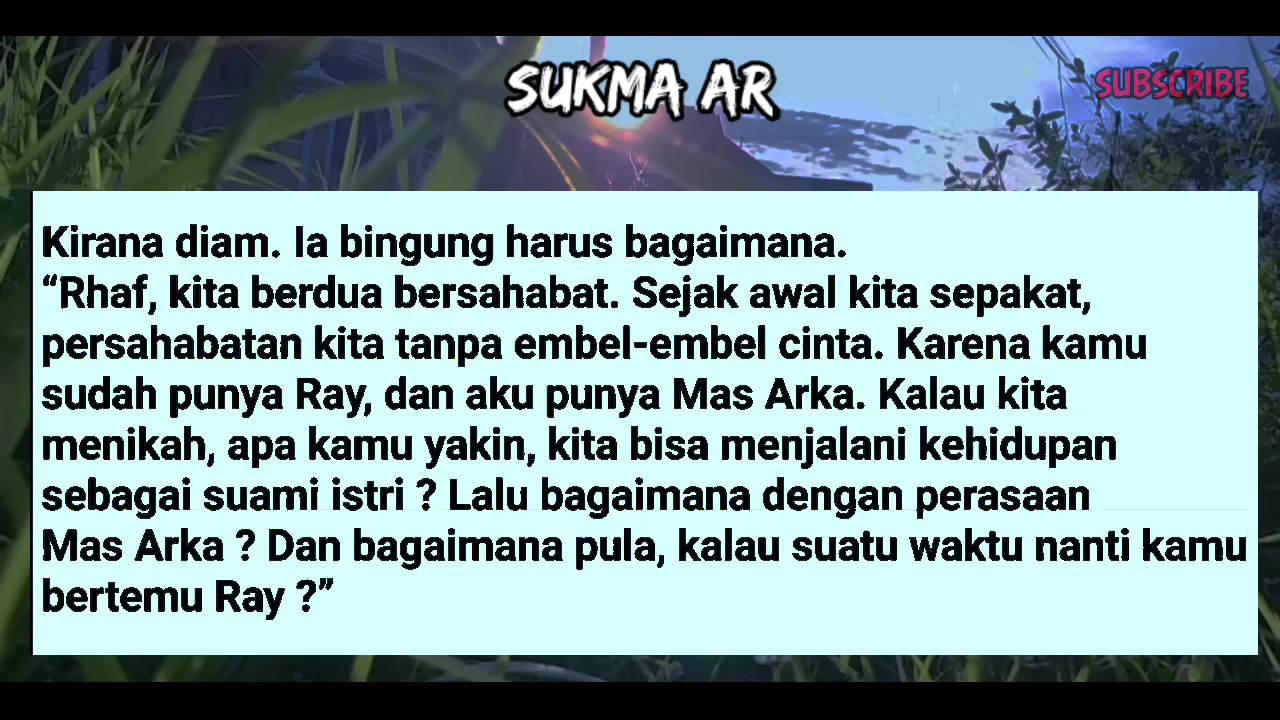 SUKMA AR
SUBSCRIBE
Kirana diam. Ia bingung harus bagaimana.
“Rhaf, kita berdua bersahabat. Sejak awal kita sepakat,
persahabatan kita tanpa embel-embel cinta. Karena kamu
sudah punya Ray, dan aku punya Mas Arka. Kalau kita
menikah, apa kamu yakin, kita bisa menjalani kehidupan
sebagai suami istri ? Lalu bagaimana dengan perasaan
Mas Arka ? Dan bagaimana pula, kalau suatu waktu nanti kamu
bertemu Ray ?”